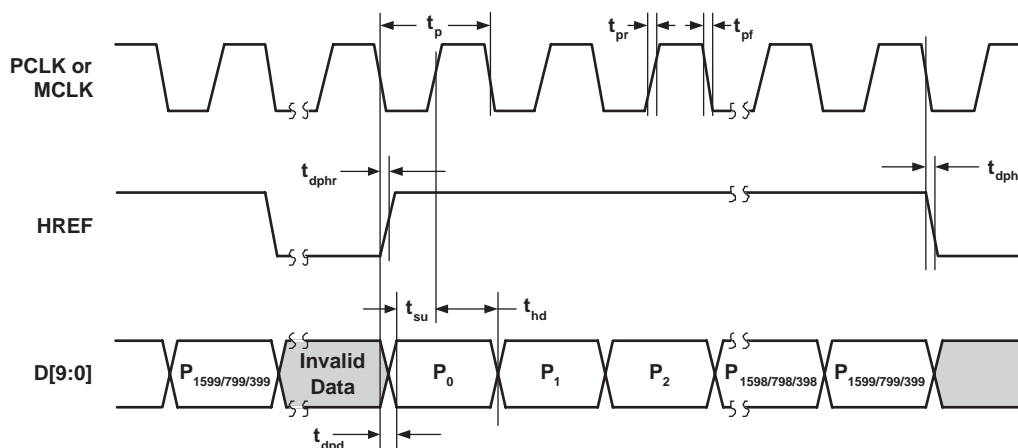 t_p
t_pr
t_pf
PCLK or
MCLK
t_dphr
t_dph
HREF
t_su
t_hd
D[9:0]
P_1599/799/399
Invalid
Data
P_0
P_1
P_2
P_1598/798/398
P_1599/799/399
t_dpd